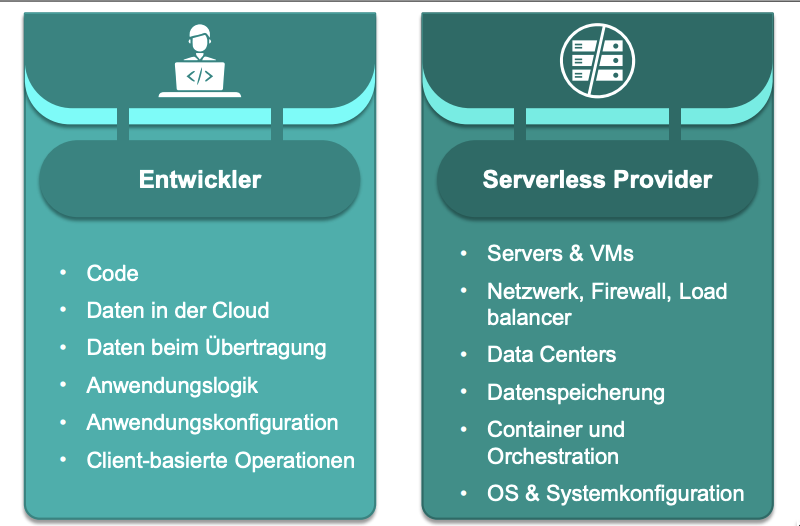 </>
Entwickler
Code
Daten in der Cloud
Daten beim Übertragung
Anwendungslogik
Anwendungskonfiguration
Client-basierte Operationen
Serverless Provider
Servers & VMs
Netzwerk, Firewall, Load
balancer
Data Centers
Datenspeicherung
Container und
Orchestration
OS & Systemkonfiguration